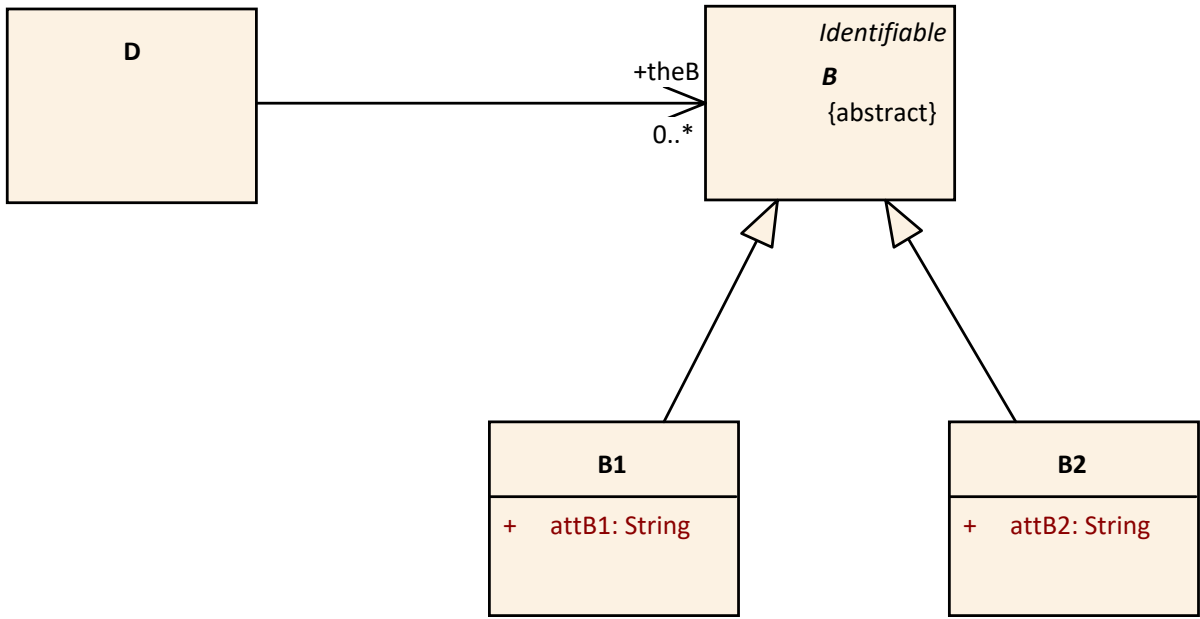 D
+theB
0..*
Identifiable
B
{abstract}
B1
+ attB1: String
B2
+ attB2: String